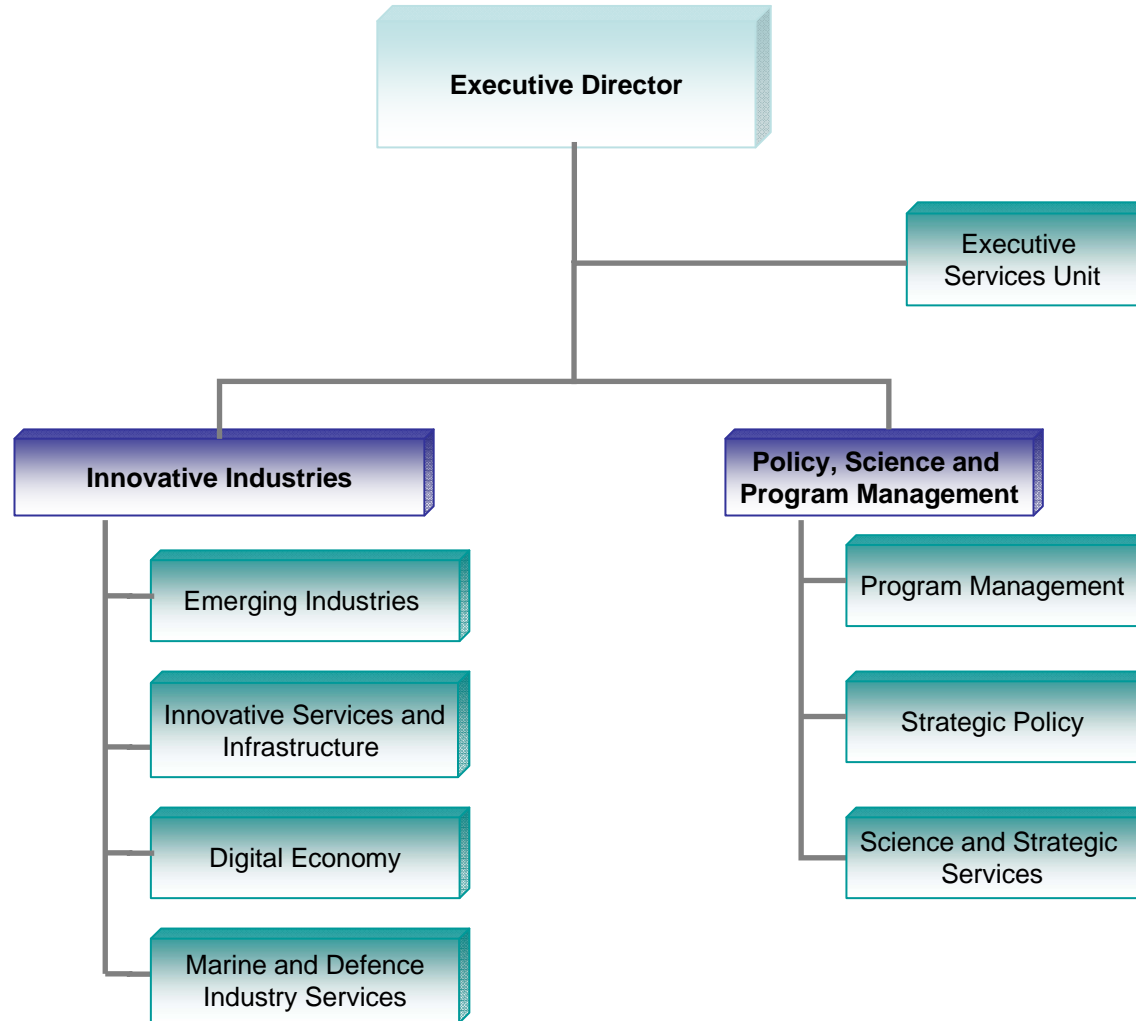 Executive Director
Executive
Services Unit
Innovative Industries
Emerging Industries
Innovative Services and
Infrastructure
Digital Economy
Marine and Defence
Industry Services
Policy, Science and
Program Management
Program Management
Strategic Policy
Science and Strategic
Services